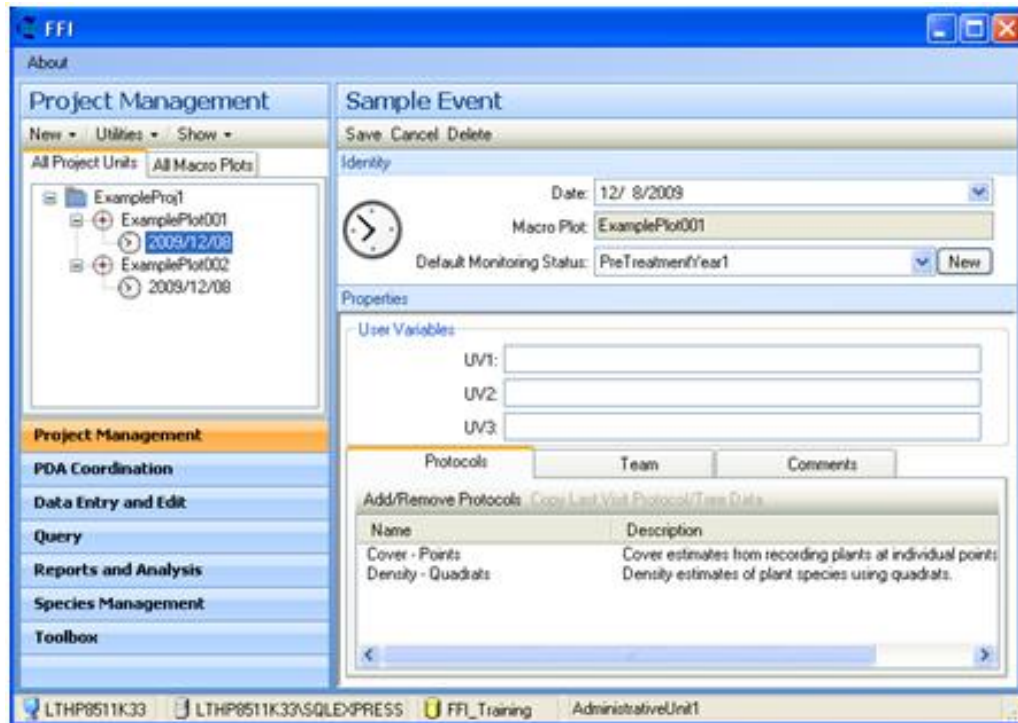 FFI
About
Project Management
New Utilities Show
All Project Units All Macro Plots
ExampleProj1
ExamplePlot001
2009/12/08
ExamplePlot002
2009/12/08
Project Management
PDA Coordination
Data Entry and Edit
Query
Reports and Analysis
Species Management
Toolbox
Sample Event
Save Cancel Delete
Identity
Date: 12/ 8/2009
Macro Plot: ExamplePlot001
Default Monitoring Status: PreTreatmentYear1 New
Properties
User Variables
UV1:
UV2:
UV3:
Protocols Team Comments
Add/Remove Protocols Copy Last Visit Protocol/Tree Data
Name Description
Cover - Points Cover estimates from recording plants at individual points
Density - Quadrats Density estimates of plant species using quadrats.
LTHP8511K33 LTHP8511K33\SQLEXPRESS FFI_Training AdministrativeUnit1